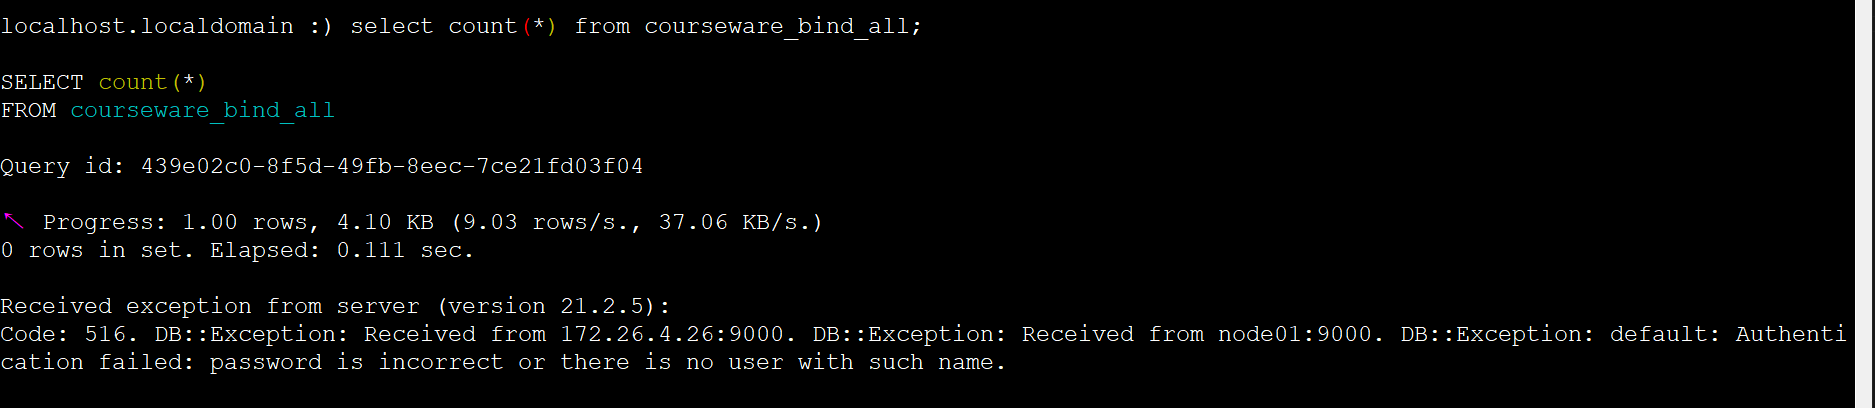 localhost.localdomain :) select count(*) from courseware_bind_all;
SELECT count(*)
FROM courseware_bind_all
Query id: 439e02c0-8f5d-49fb-8eec-7ce21fd03f04
↖ Progress: 1.00 rows, 4.10 KB (9.03 rows/s., 37.06 KB/s.)
0 rows in set. Elapsed: 0.111 sec.
Received exception from server (version 21.2.5):
Code: 516. DB::Exception: Received from 172.26.4.26:9000. DB::Exception: Received from node01:9000. DB::Exception: default: Authenti
cation failed: password is incorrect or there is no user with such name.